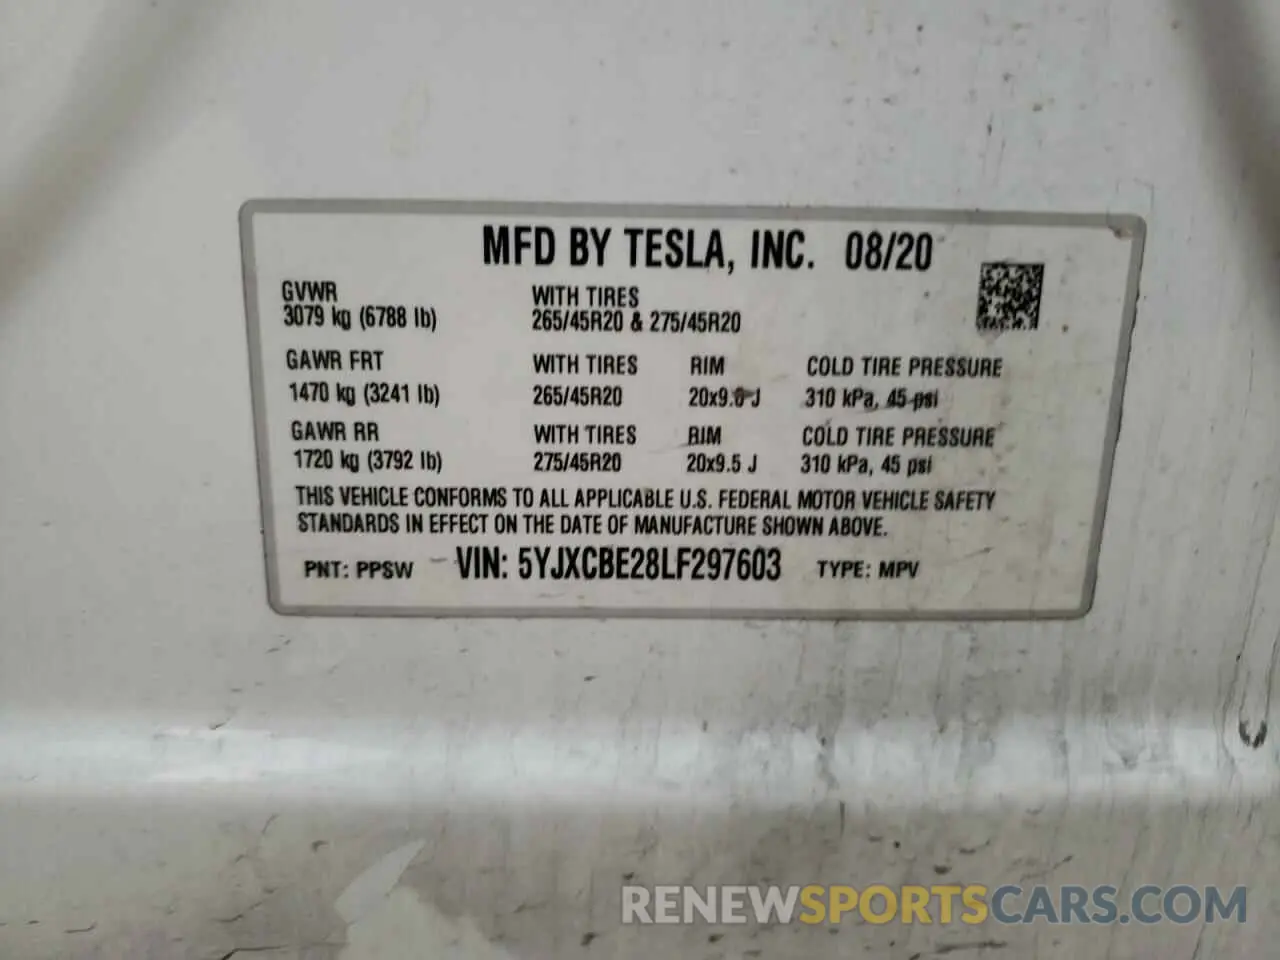 MFD BY TESLA, INC. 08/20
GVWR WITH TIRES
3079 kg (6788 lb) 265/45R20 & 275/45R20
GAWR FRT WITH TIRES RIM COLD TIRE PRESSURE
1470 kg (3241 lb) 265/45R20 20x9.0 J 310 kPa, 45 psi
GAWR RR WITH TIRES RIM COLD TIRE PRESSURE
1720 kg (3792 lb) 275/45R20 20x9.5 J 310 kPa, 45 psi
THIS VEHICLE CONFORMS TO ALL APPLICABLE U.S. FEDERAL MOTOR VEHICLE SAFETY
STANDARDS IN EFFECT ON THE DATE OF MANUFACTURE SHOWN ABOVE.
PNT: PPSW VIN: 5YJXCBE28LF297603 TYPE: MPV
RENEWSPORTSCARS.COM